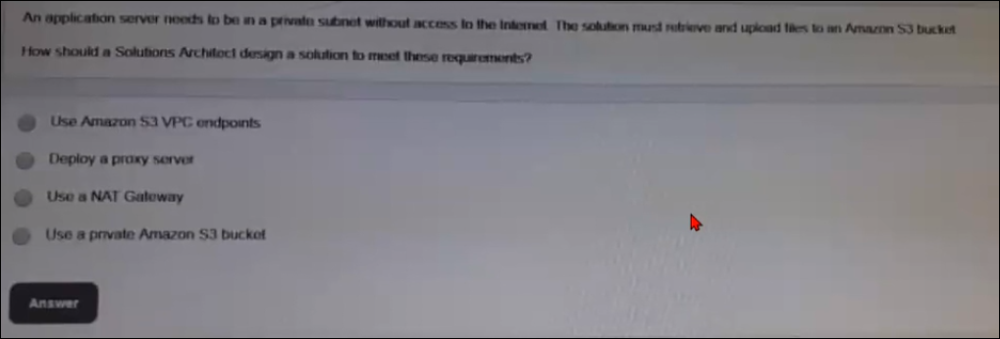 An application server needs to be in a private subnet without access to the Internet. The solution must retrieve and upload files to an Amazon S3 bucket
How should a Solutions Architect design a solution to meet these requirements?
Use Amazon S3 VPC endpoints
Deploy a proxy server
Use a NAT Gateway
Use a private Amazon S3 bucket
Answer